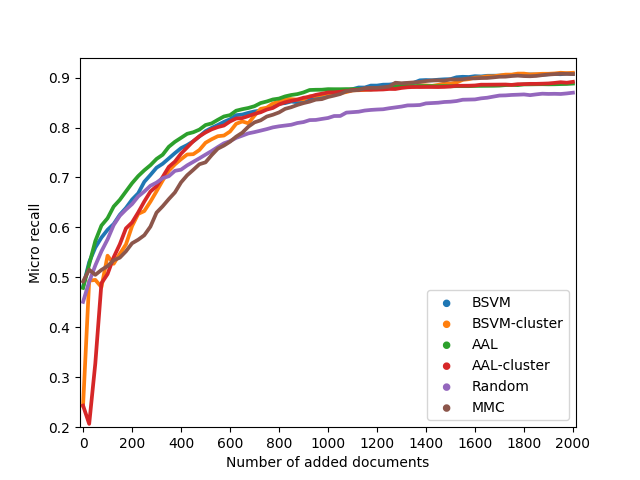 0.9
0.8
0.7
0.6
0.5
0.4
0.3
0.2
Micro recall
0 200 400 600 800 1000 1200 1400 1600 1800 2000
Number of added documents
BSVM
BSVM-cluster
AAL
AAL-cluster
Random
MMC